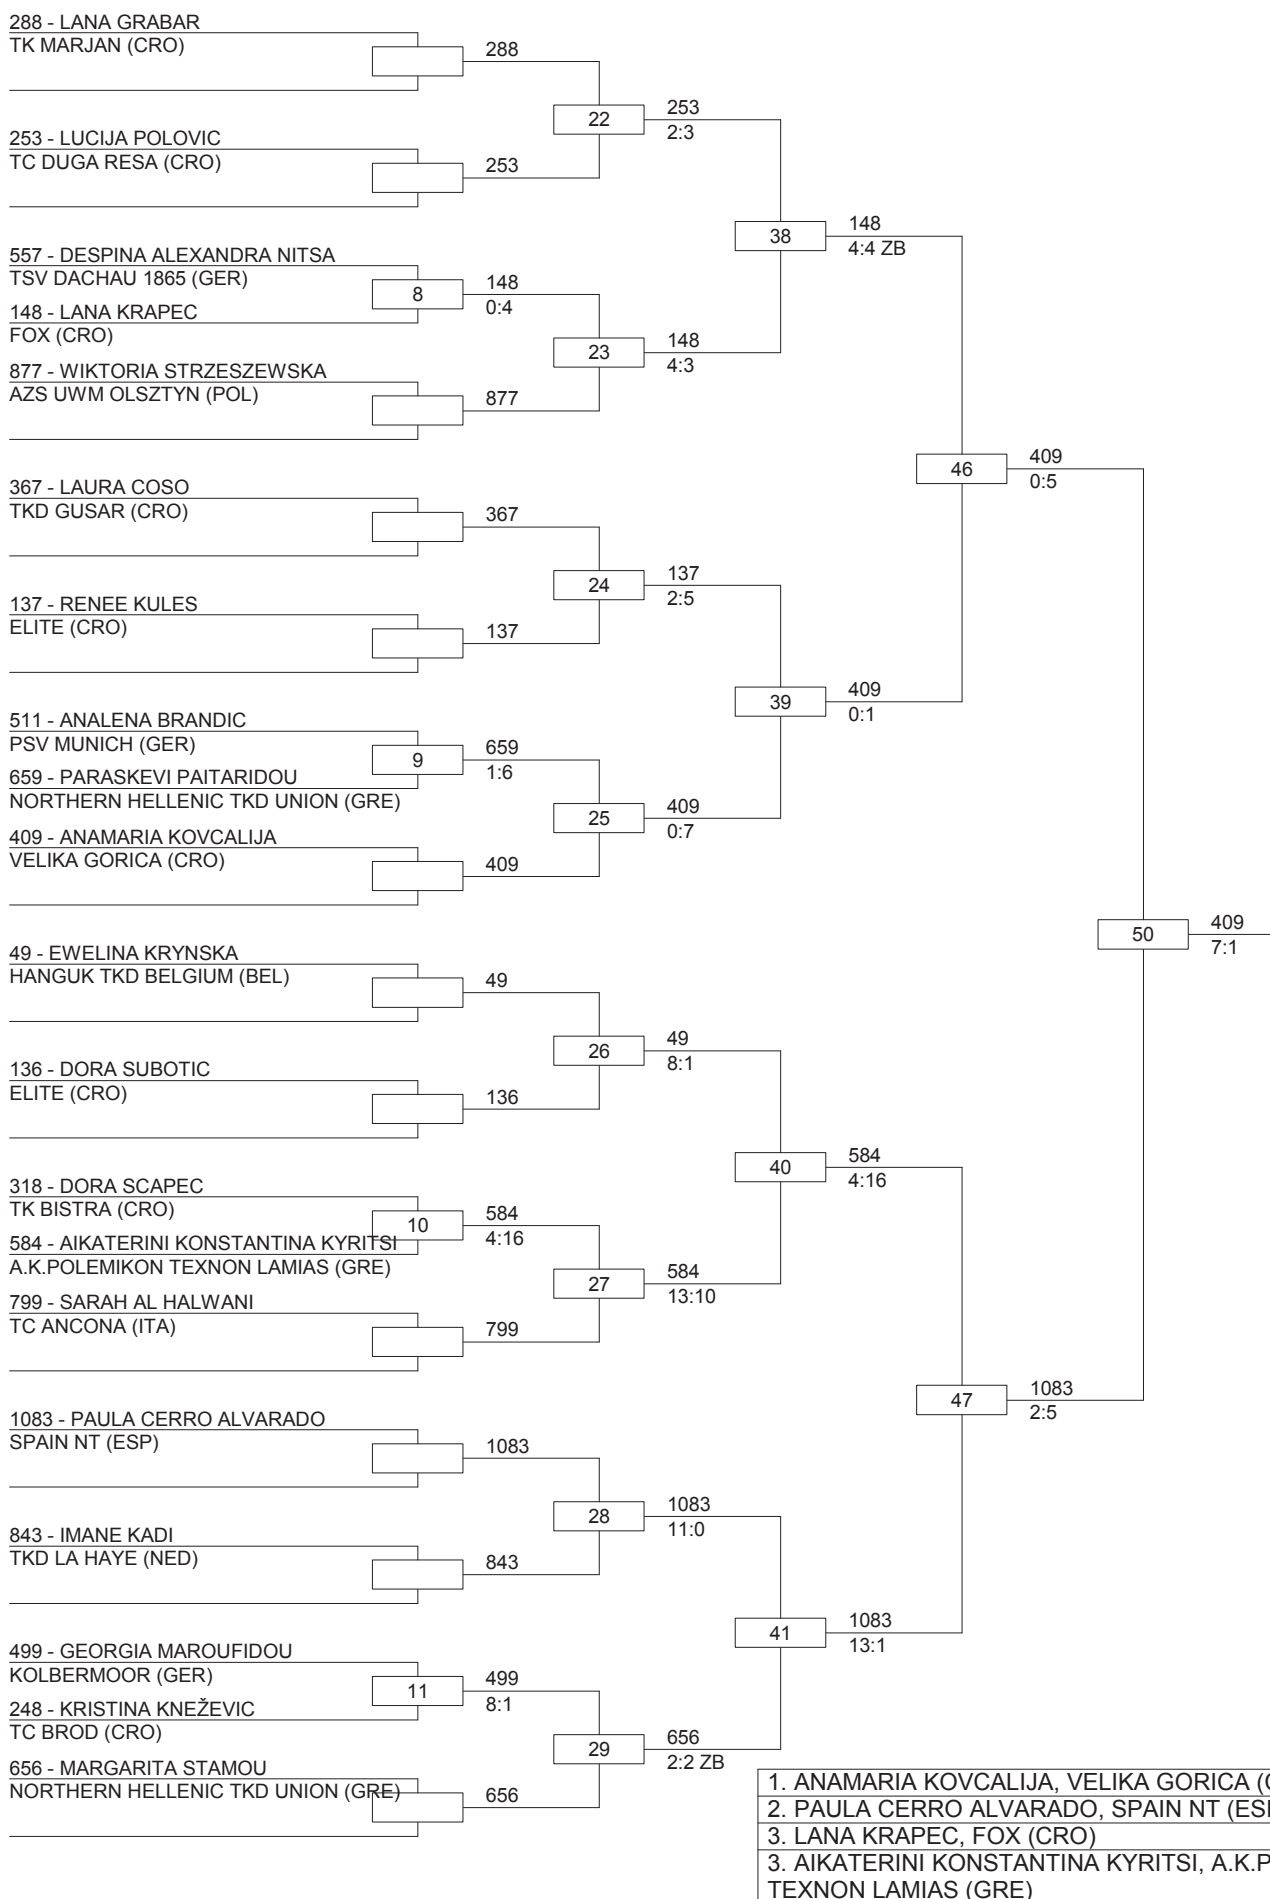 288 - LANA GRABAR
TK MARJAN (CRO)
288
22
253
2:3
253 - LUCIJA POLOVIC
TC DUGA RESA (CRO)
253
38
148
4:4 ZB
557 - DESPINA ALEXANDRA NITSA
TSV DACHAU 1865 (GER)
8
148
0:4
148 - LANA KRAPEC
FOX (CRO)
23
148
4:3
877 - WIKTORIA STRZESZEWSKA
AZS UWM OLSZTYN (POL)
877
46
409
0:5
367 - LAURA COSO
TKD GUSAR (CRO)
367
24
137
2:5
137 - RENEE KULES
ELITE (CRO)
137
39
409
0:1
511 - ANALENA BRANDIC
PSV MUNICH (GER)
9
659
1:6
659 - PARASKEVI PAITARIDOU
NORTHERN HELLENIC TKD UNION (GRE)
25
409
0:7
409 - ANAMARIA KOVCALIJA
VELIKA GORICA (CRO)
409
50
409
7:1
49 - EWELINA KRYNSKA
HANGUK TKD BELGIUM (BEL)
49
26
49
8:1
136 - DORA SUBOTIC
ELITE (CRO)
136
40
584
4:16
318 - DORA SCAPEC
TK BISTRA (CRO)
10
584
4:16
584 - AIKATERINI KONSTANTINA KYRITSI
A.K.POLEMIKON TEXNON LAMIAS (GRE)
27
584
13:10
799 - SARAH AL HALWANI
TC ANCONA (ITA)
799
47
1083
2:5
1083 - PAULA CERRO ALVARADO
SPAIN NT (ESP)
1083
28
1083
11:0
843 - IMANE KADI
TKD LA HAYE (NED)
843
41
1083
13:1
499 - GEORGIA MAROUFIDOU
KOLBERMOOR (GER)
11
499
8:1
248 - KRISTINA KNEŽEVIC
TC BROD (CRO)
29
656
2:2 ZB
656 - MARGARITA STAMOU
NORTHERN HELLENIC TKD UNION (GRE)
656
1. ANAMARIA KOVCALIJA, VELIKA GORICA (
2. PAULA CERRO ALVARADO, SPAIN NT (ES
3. LANA KRAPEC, FOX (CRO)
3. AIKATERINI KONSTANTINA KYRITSI, A.K.P
TEXNON LAMIAS (GRE)